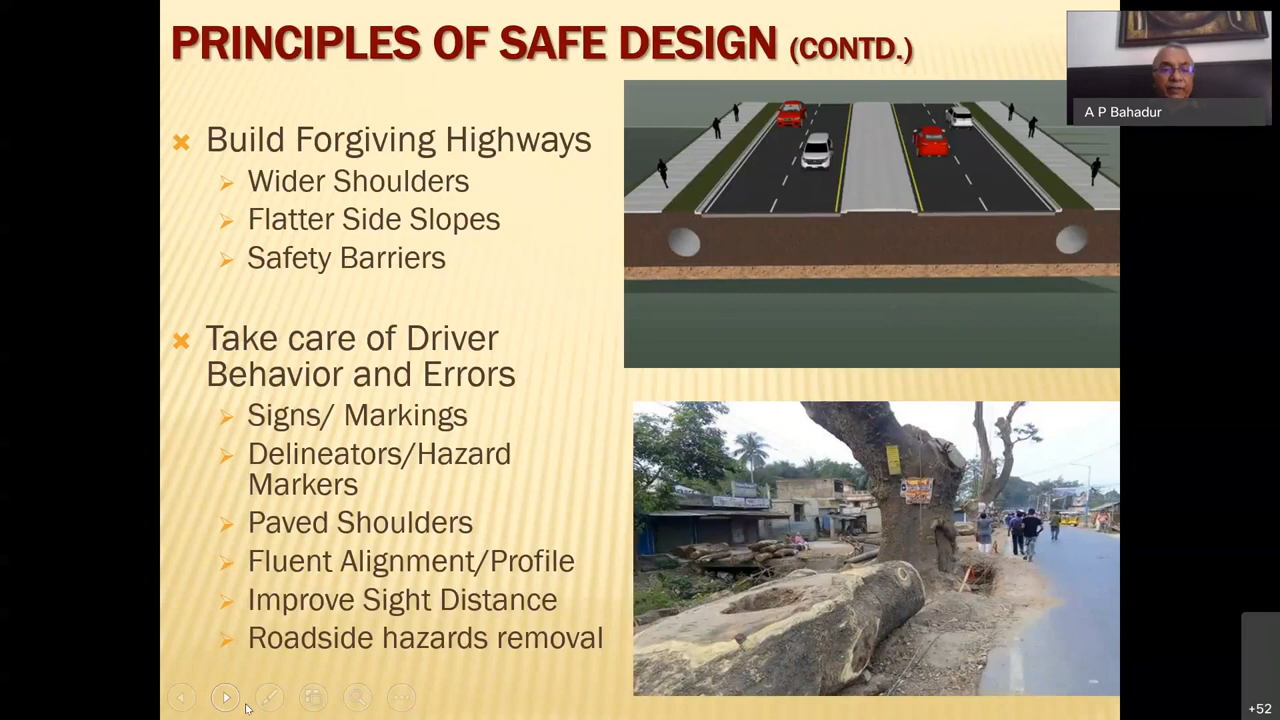 PRINCIPLES OF SAFE DESIGN (CONTD.)
A P Bahadur
Build Forgiving Highways
Wider Shoulders
Flatter Side Slopes
Safety Barriers
Take care of Driver
Behavior and Errors
Signs/ Markings
Delineators/Hazard
Markers
Paved Shoulders
Fluent Alignment/Profile
Improve Sight Distance
Roadside hazards removal
+52